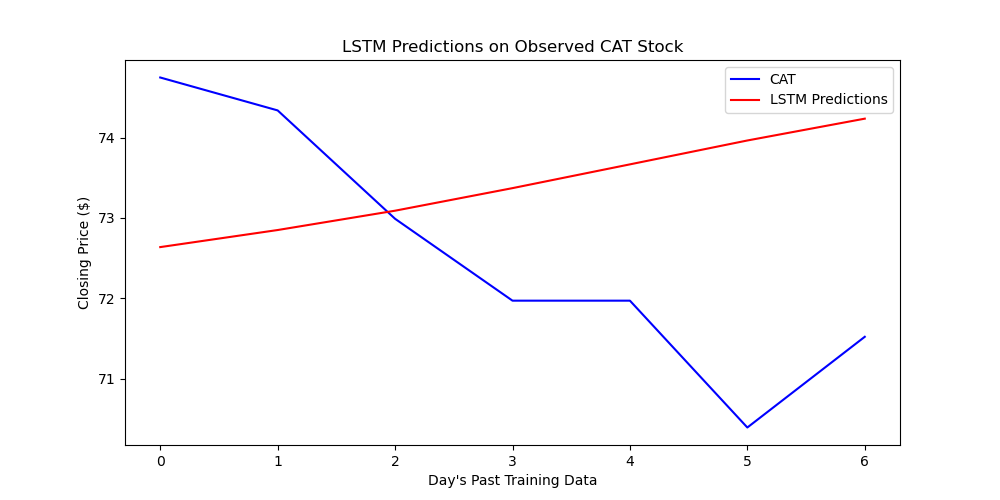 LSTM Predictions on Observed CAT Stock
CAT
LSTM Predictions
Closing Price ($)
74
73
72
71
0 1 2 3 4 5 6
Day's Past Training Data